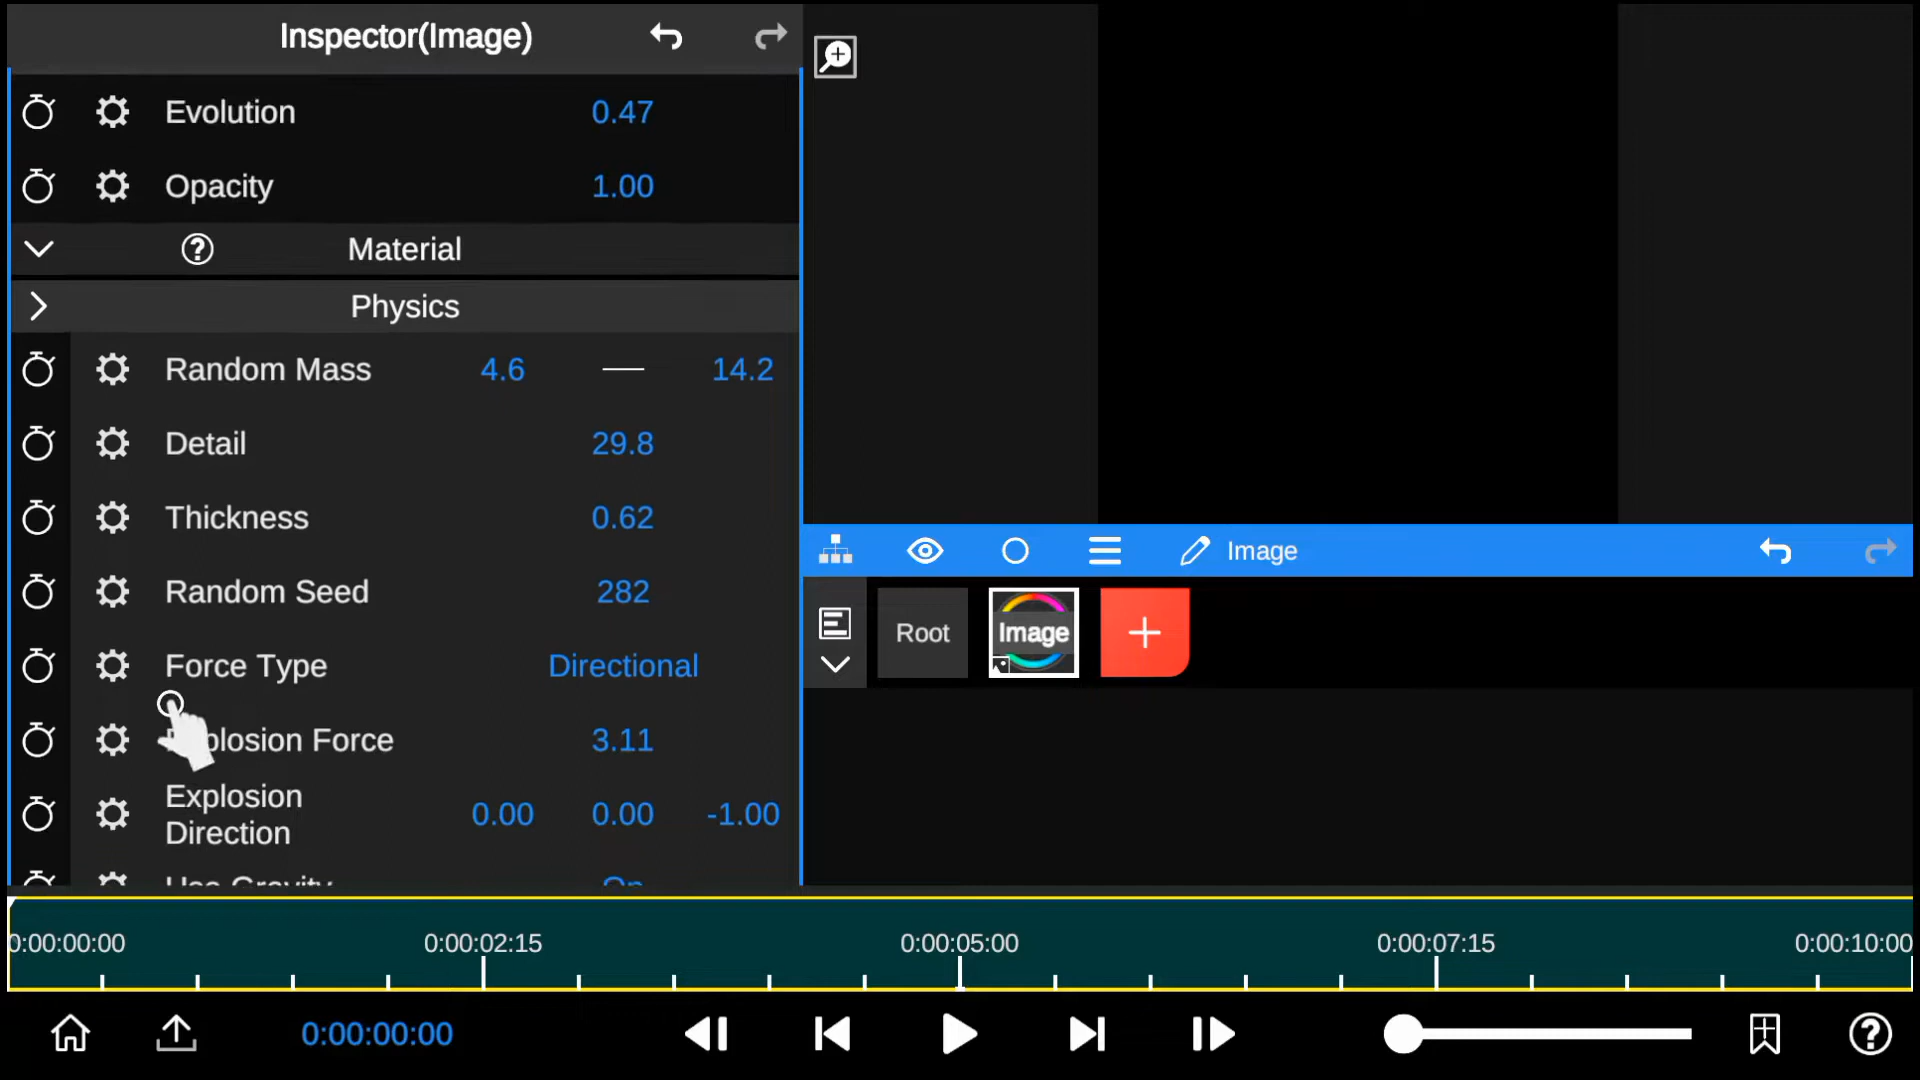 Inspector(Image)
Evolution 0.47
Opacity 1.00
Material
Physics
Random Mass 4.6 — 14.2
Detail 29.8
Thickness 0.62
Random Seed 282
Force Type Directional
plosion Force 3.11
Explosion
Direction 0.00 0.00 -1.00
Use Gravity On
Image
Root Image
0:00:00:00 0:00:02:15 0:00:05:00 0:00:07:15 0:00:10:00
0:00:00:00